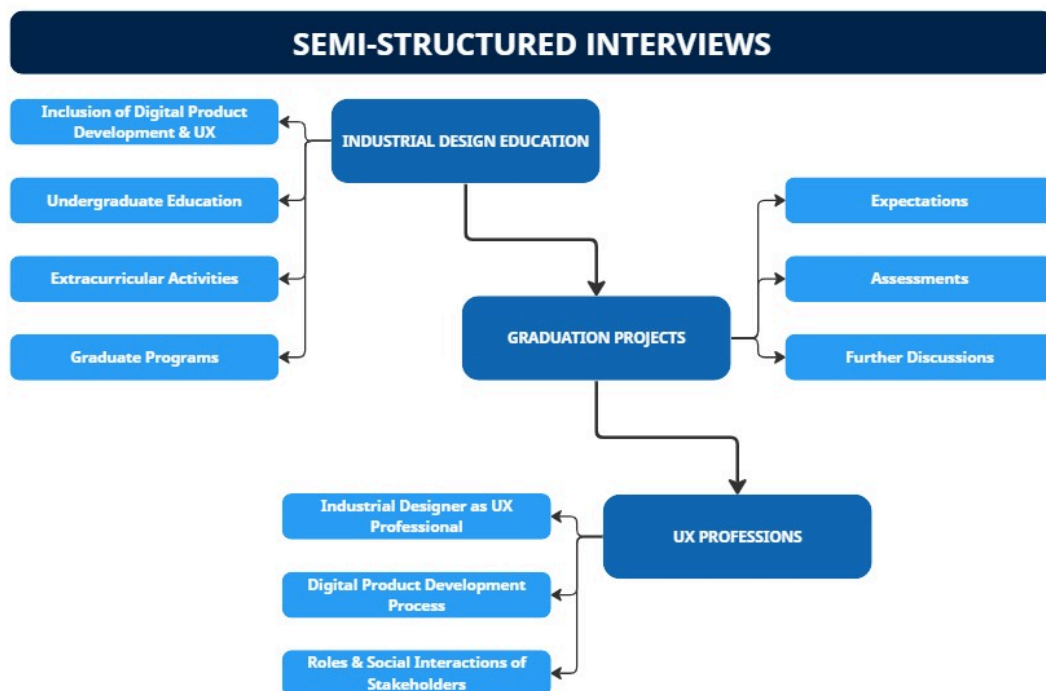 SEMI-STRUCTURED INTERVIEWS
Inclusion of Digital Product
Development & UX
Undergraduate Education
Extracurricular Activities
Graduate Programs
INDUSTRIAL DESIGN EDUCATION
GRADUATION PROJECTS
Expectations
Assessments
Further Discussions
UX PROFESSIONS
Industrial Designer as UX
Professional
Digital Product Development
Process
Roles & Social Interactions of
Stakeholders